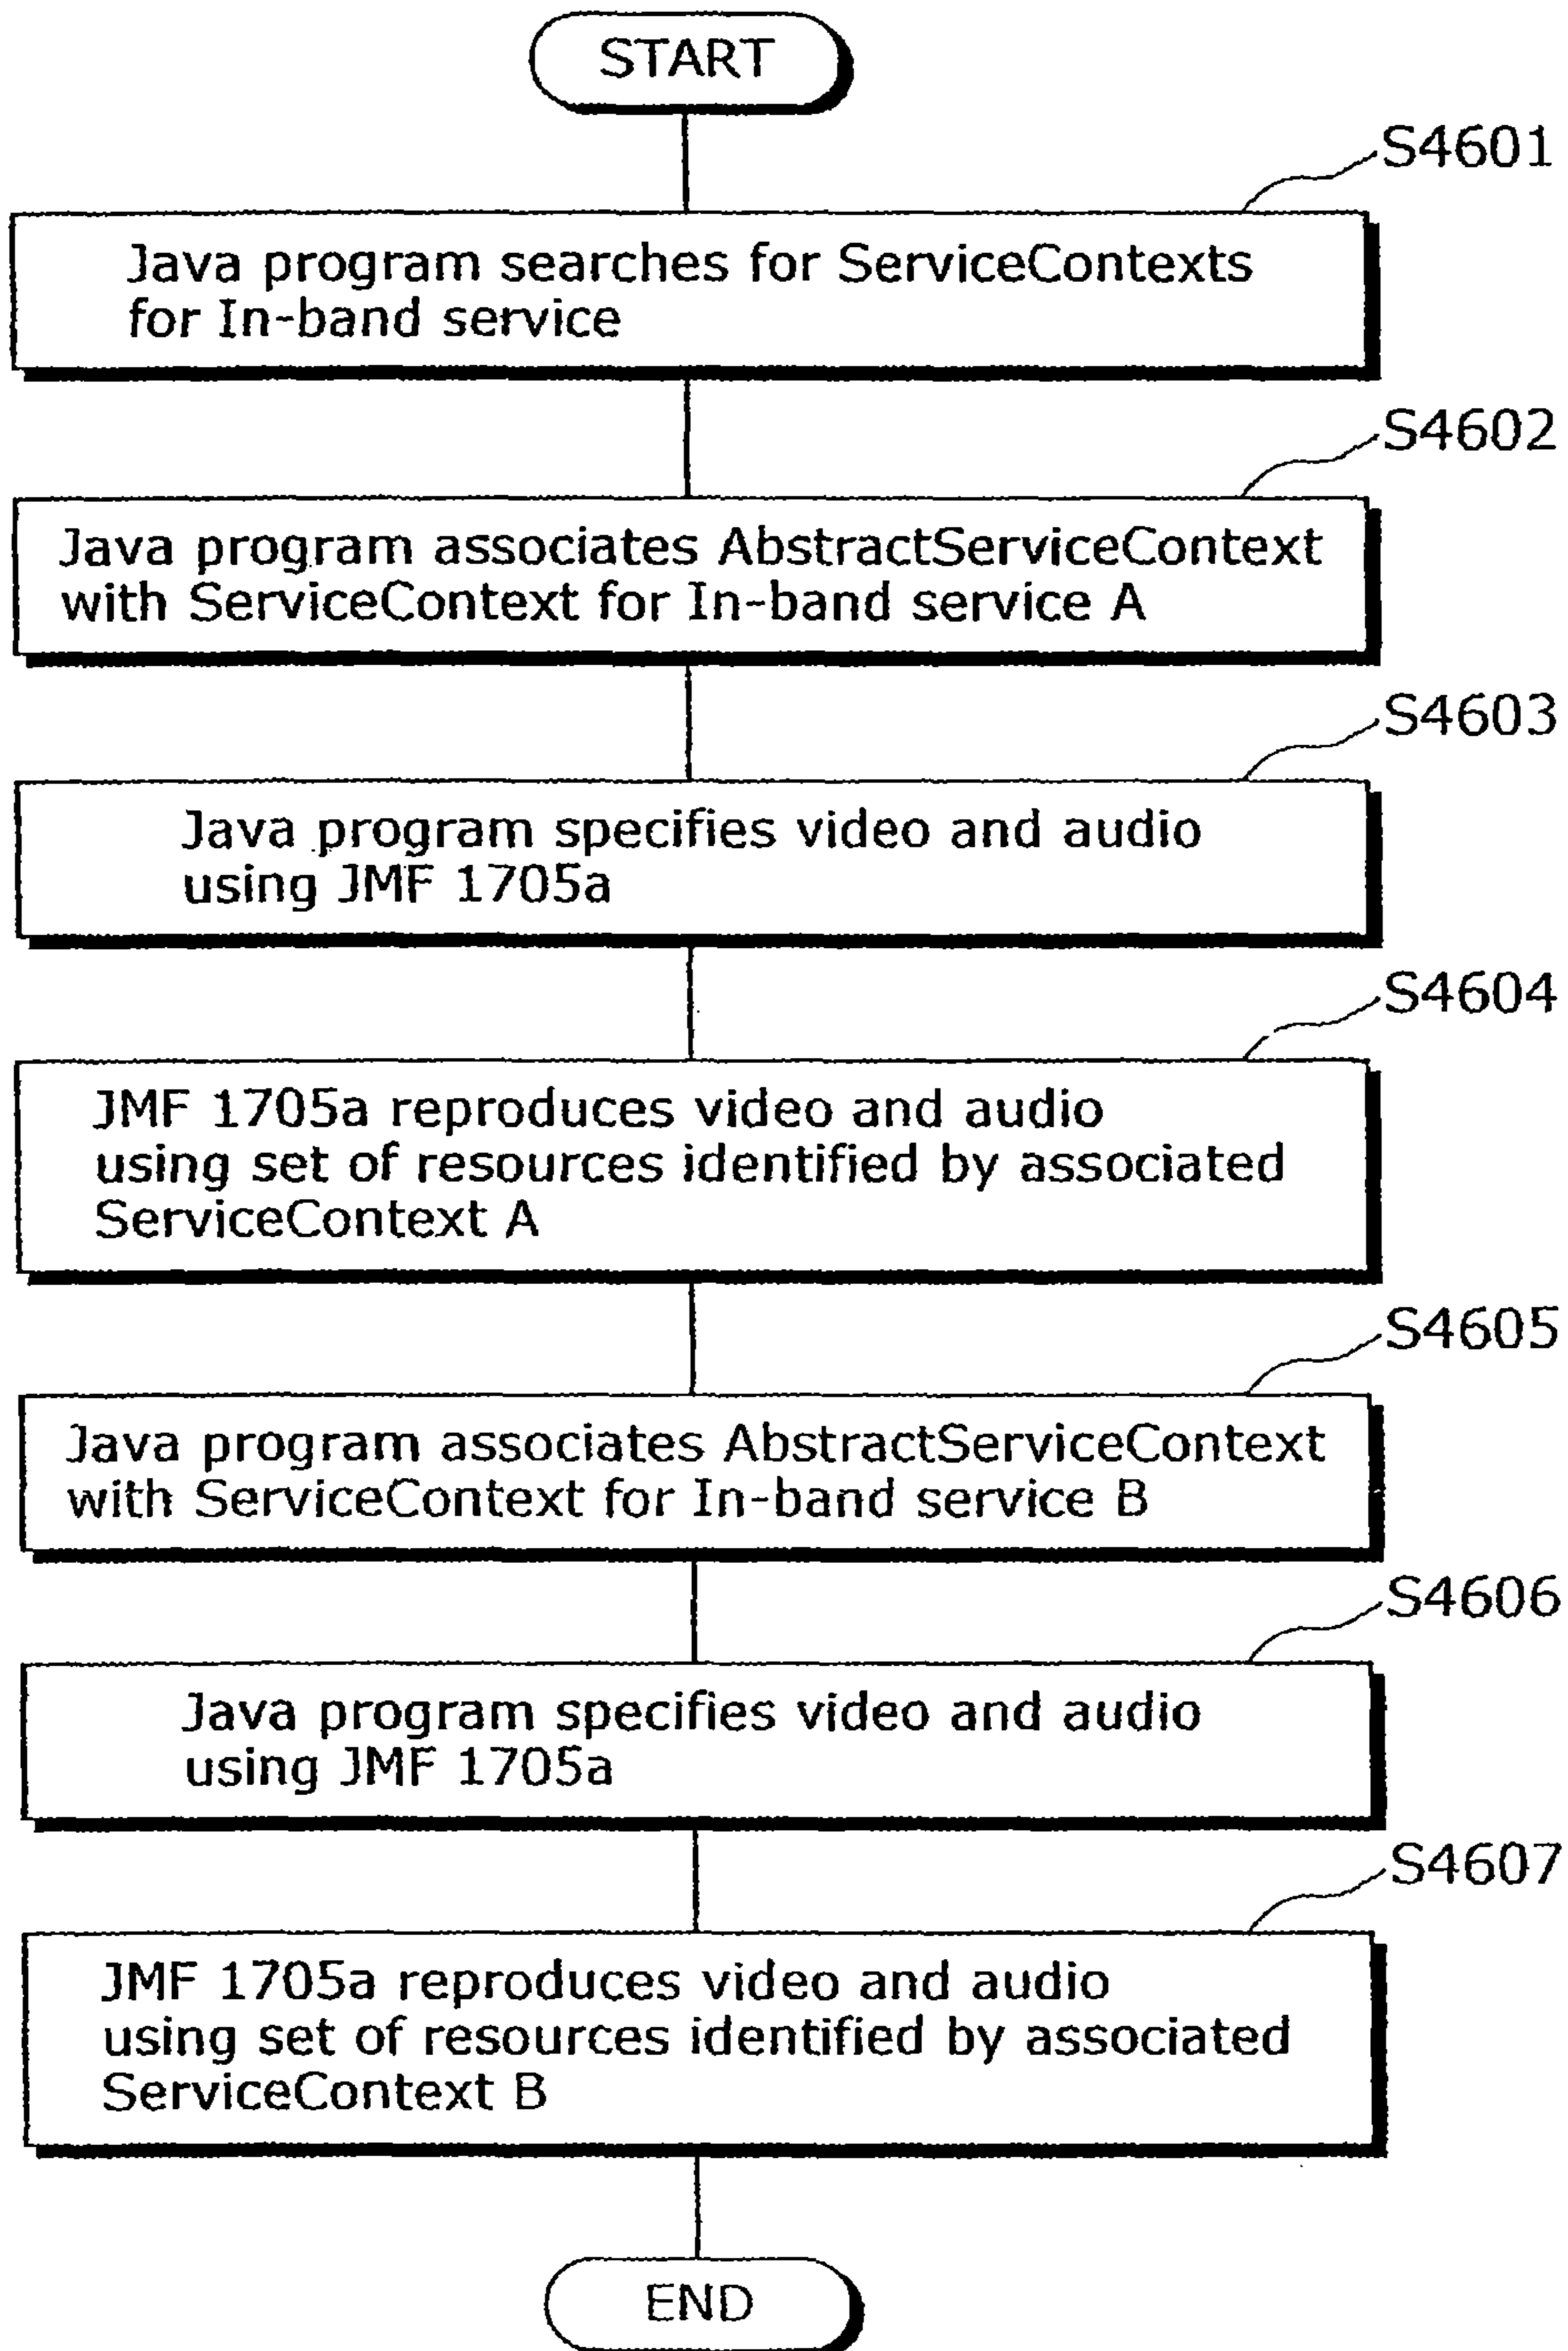 START
S4601
Java program searches for ServiceContexts
for In-band service
S4602
Java program associates AbstractServiceContext
with ServiceContext for In-band service A
S4603
Java program specifies video and audio
using JMF 1705a
S4604
JMF 1705a reproduces video and audio
using set of resources identified by associated
ServiceContext A
S4605
Java program associates AbstractServiceContext
with ServiceContext for In-band service B
S4606
Java program specifies video and audio
using JMF 1705a
S4607
JMF 1705a reproduces video and audio
using set of resources identified by associated
ServiceContext B
END